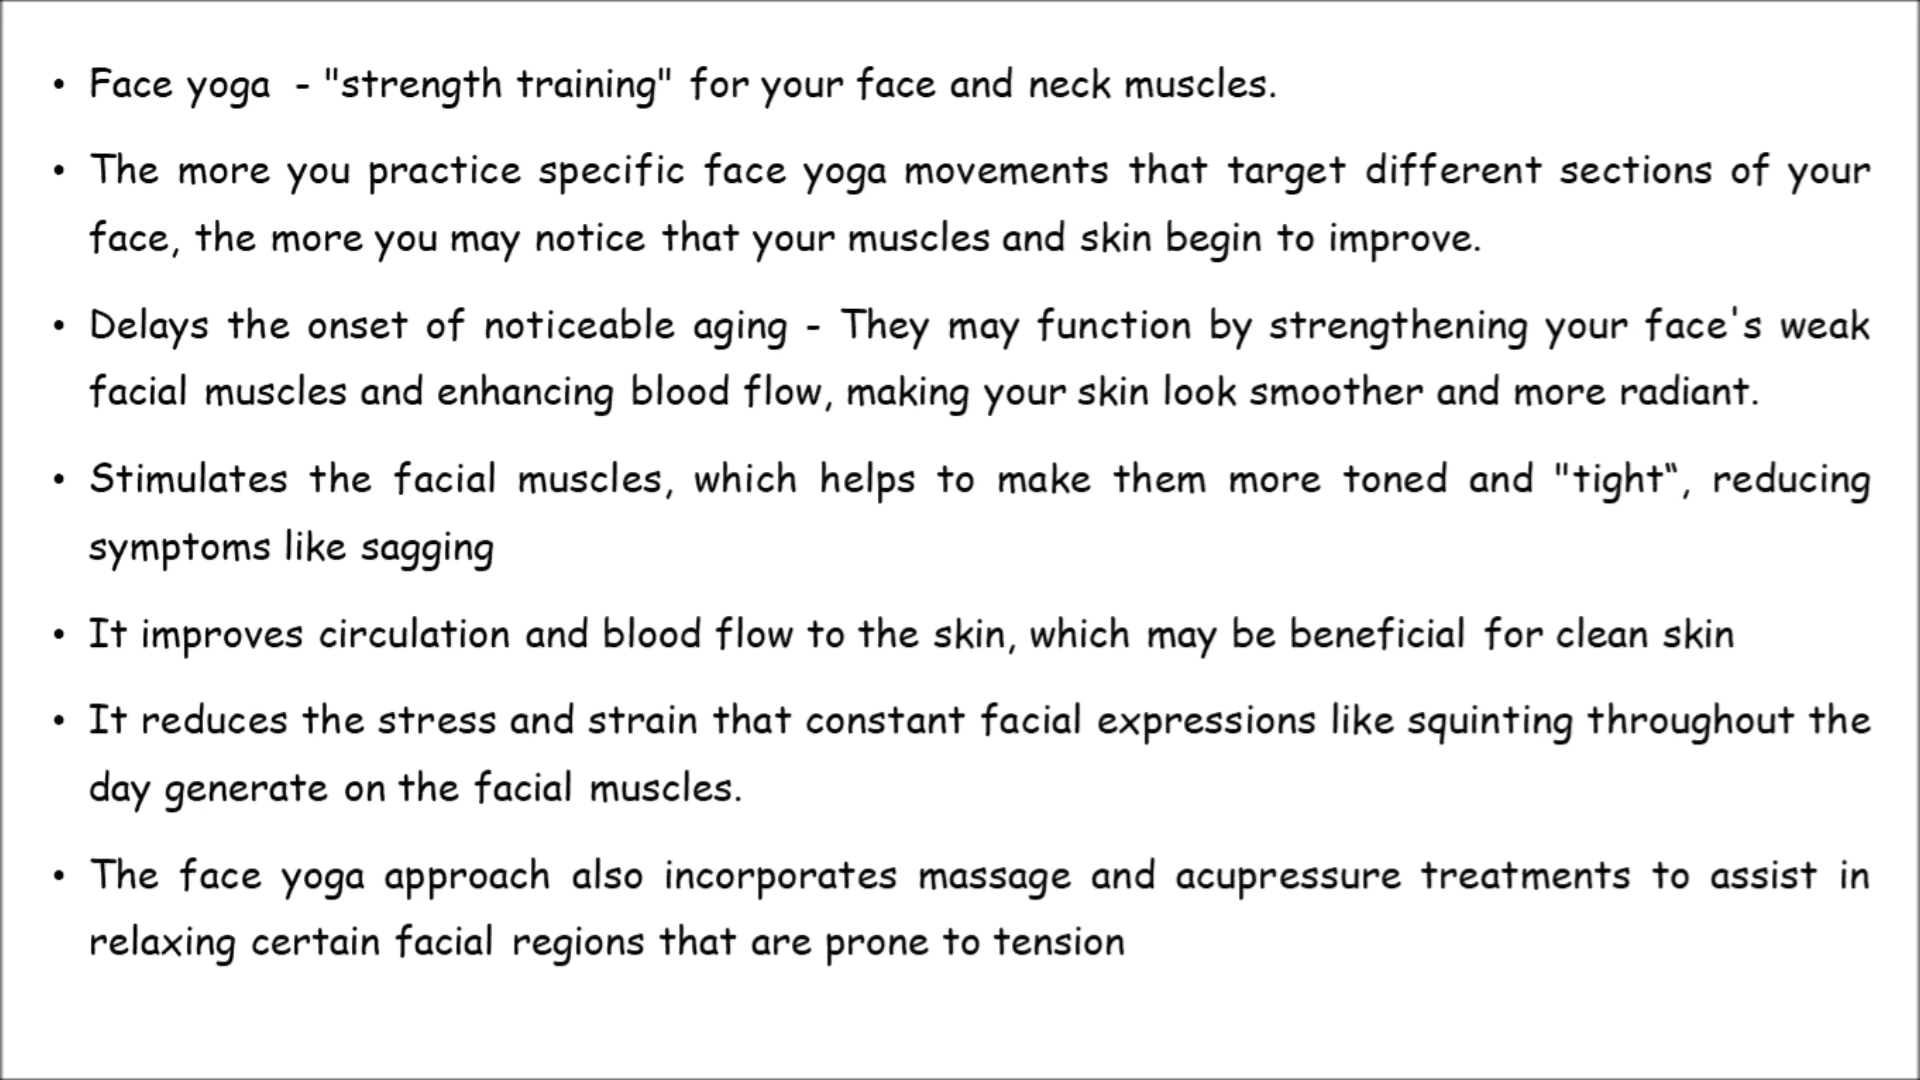 • Face yoga - "strength training" for your face and neck muscles.
• The more you practice specific face yoga movements that target different sections of your
face, the more you may notice that your muscles and skin begin to improve.
• Delays the onset of noticeable aging - They may function by strengthening your face's weak
facial muscles and enhancing blood flow, making your skin look smoother and more radiant.
• Stimulates the facial muscles, which helps to make them more toned and "tight“, reducing
symptoms like sagging
• It improves circulation and blood flow to the skin, which may be beneficial for clean skin
• It reduces the stress and strain that constant facial expressions like squinting throughout the
day generate on the facial muscles.
• The face yoga approach also incorporates massage and acupressure treatments to assist in
relaxing certain facial regions that are prone to tension